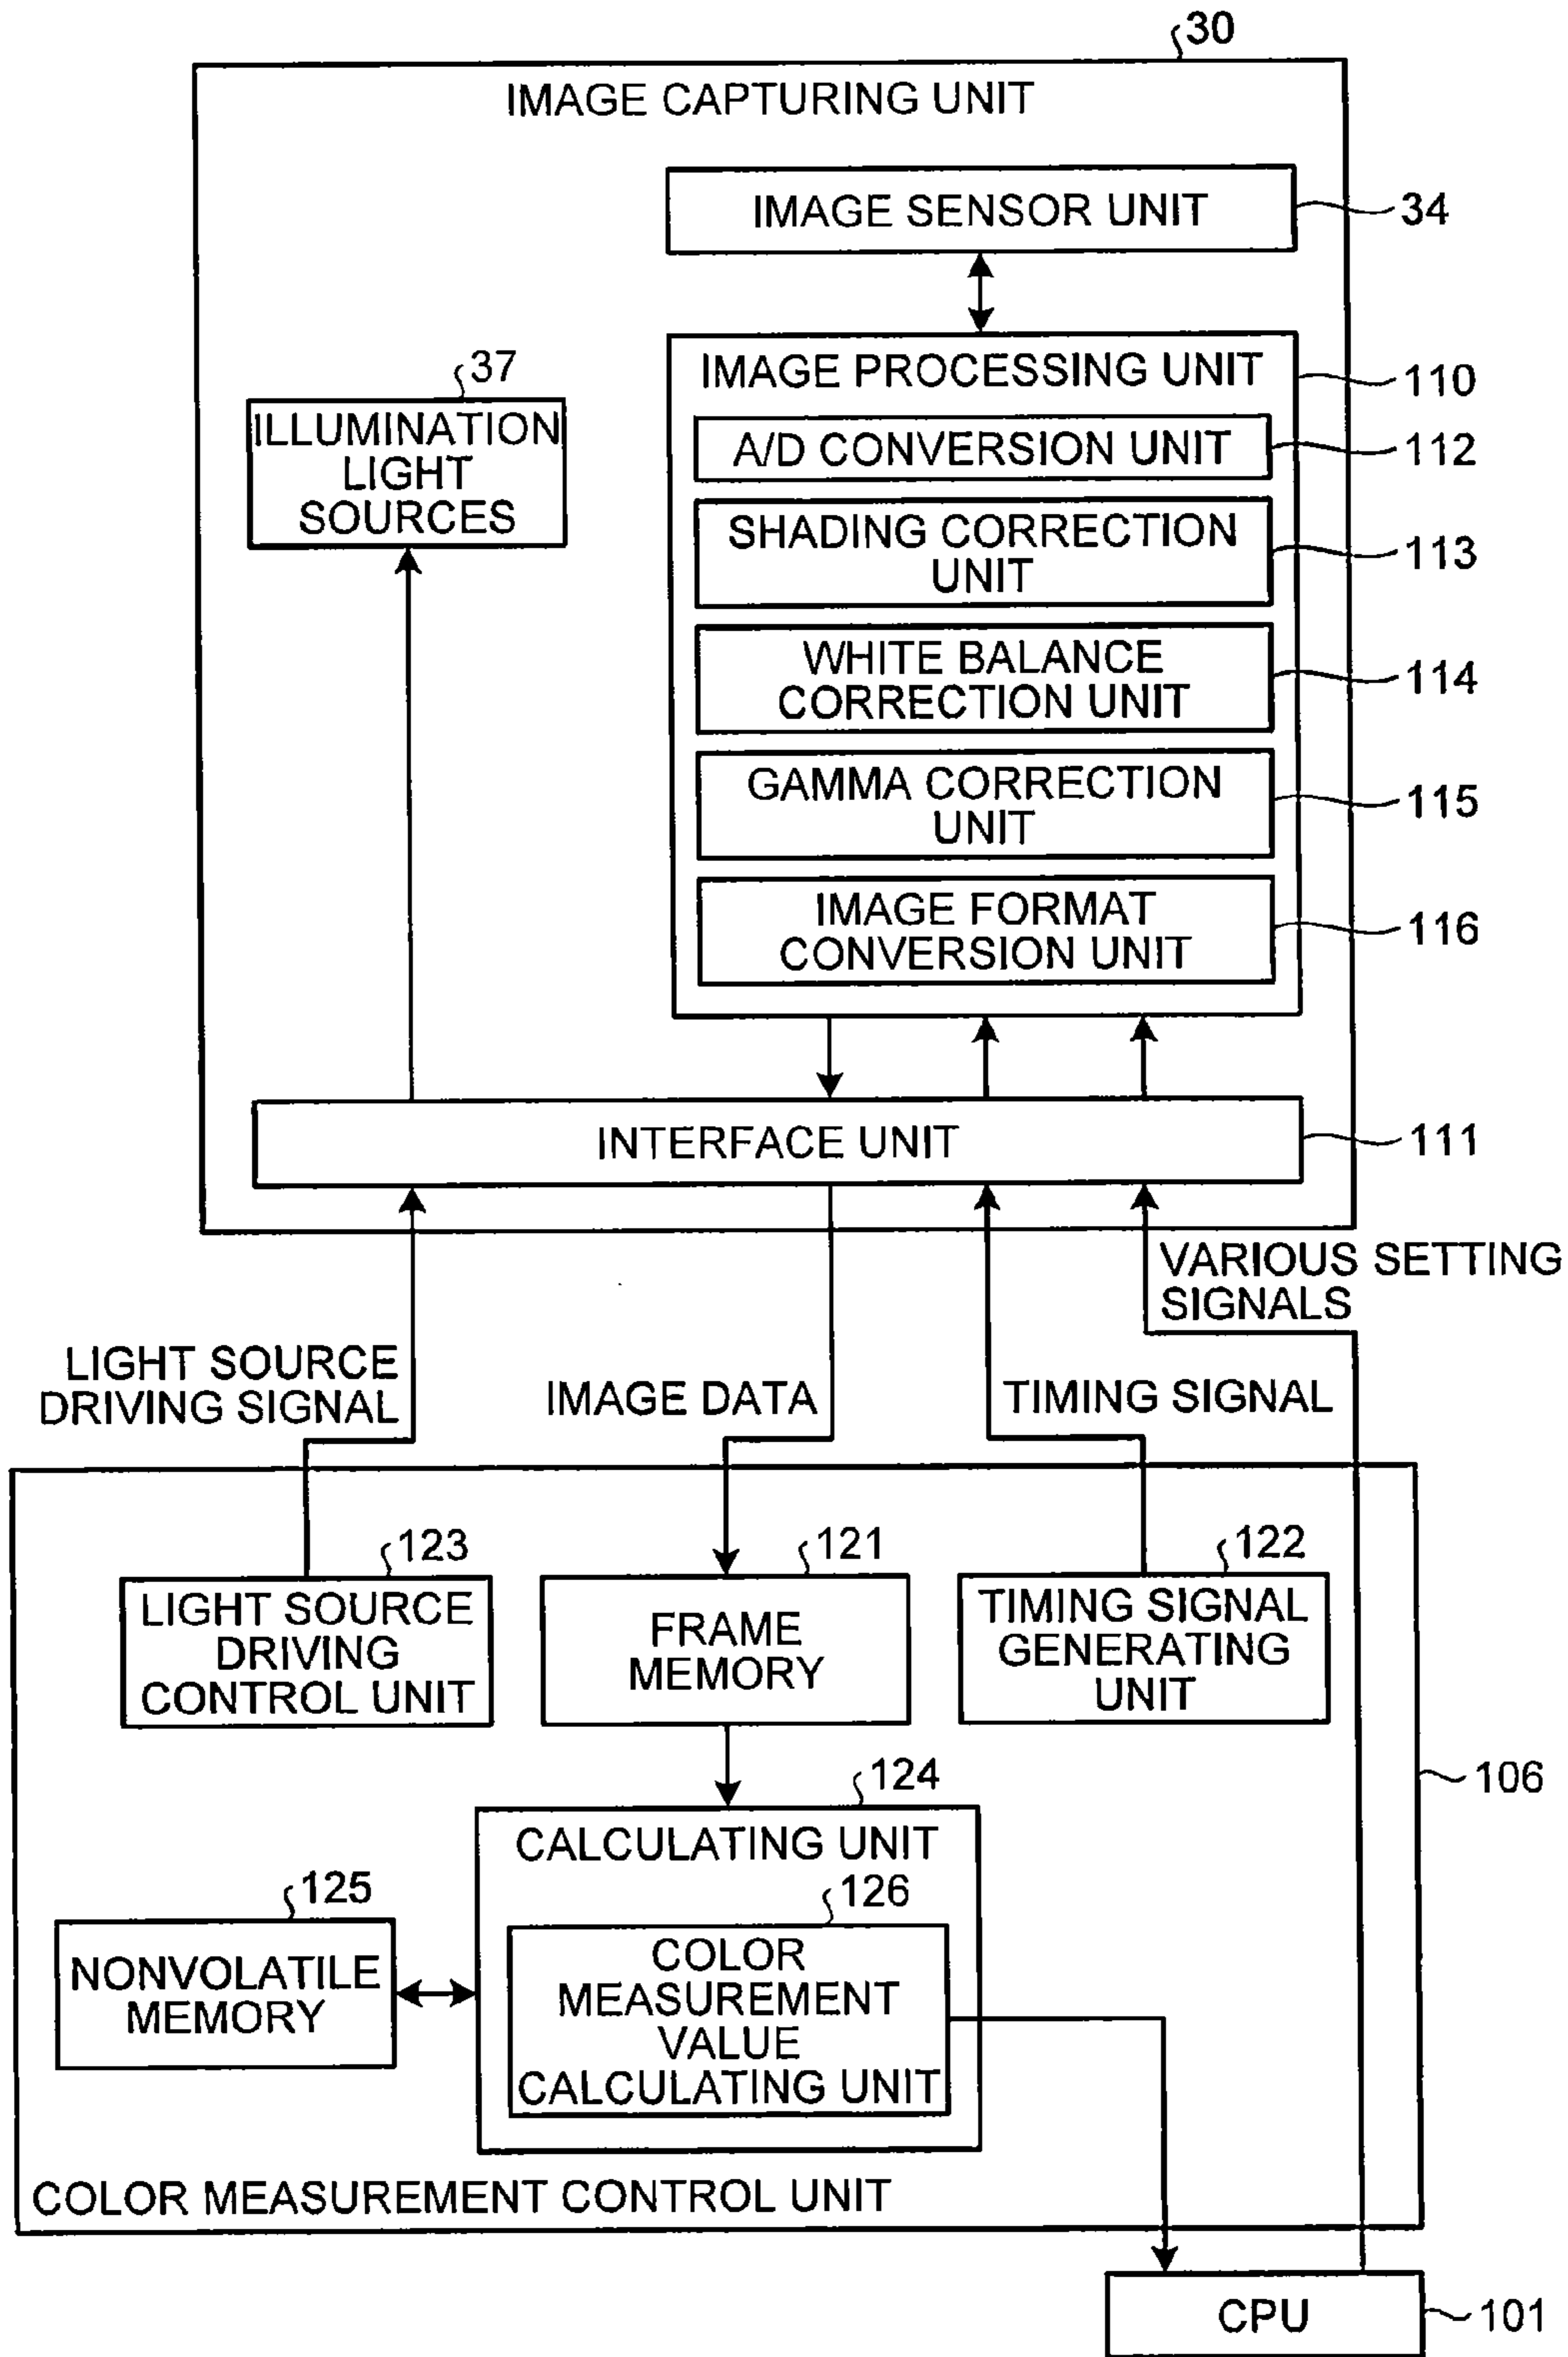 30
IMAGE CAPTURING UNIT
IMAGE SENSOR UNIT
34
37
ILLUMINATION
LIGHT
SOURCES
IMAGE PROCESSING UNIT
110
A/D CONVERSION UNIT
112
SHADING CORRECTION
UNIT
113
WHITE BALANCE
CORRECTION UNIT
114
GAMMA CORRECTION
UNIT
115
IMAGE FORMAT
CONVERSION UNIT
116
INTERFACE UNIT
111
VARIOUS SETTING
SIGNALS
LIGHT SOURCE
DRIVING SIGNAL
IMAGE DATA
TIMING SIGNAL
123
LIGHT SOURCE
DRIVING
CONTROL UNIT
121
FRAME
MEMORY
122
TIMING SIGNAL
GENERATING
UNIT
106
124
CALCULATING UNIT
125
NONVOLATILE
MEMORY
126
COLOR
MEASUREMENT
VALUE
CALCULATING UNIT
COLOR MEASUREMENT CONTROL UNIT
CPU
101